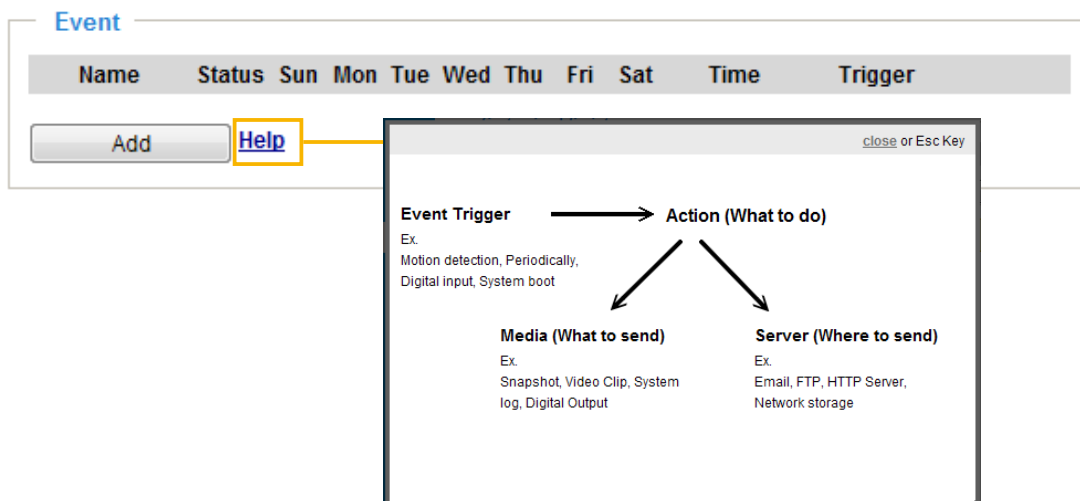 Event
Name Status Sun Mon Tue Wed Thu Fri Sat Time Trigger
Add Help
close or Esc Key
Event Trigger Action (What to do)
Ex.
Motion detection, Periodically,
Digital input, System boot
Media (What to send)
Ex.
Snapshot, Video Clip, System
log, Digital Output
Server (Where to send)
Ex.
Email, FTP, HTTP Server,
Network storage